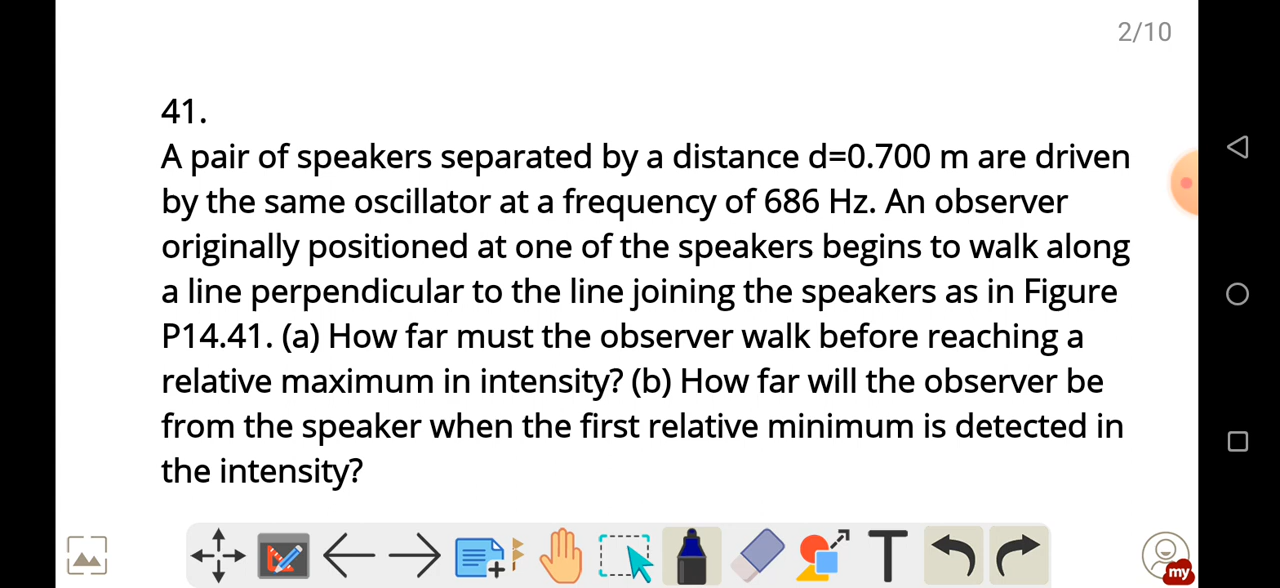 2/10
41.
A pair of speakers separated by a distance d=0.700 m are driven
by the same oscillator at a frequency of 686 Hz. An observer
originally positioned at one of the speakers begins to walk along
a line perpendicular to the line joining the speakers as in Figure
P14.41. (a) How far must the observer walk before reaching a
relative maximum in intensity? (b) How far will the observer be
from the speaker when the first relative minimum is detected in
the intensity?
T
my